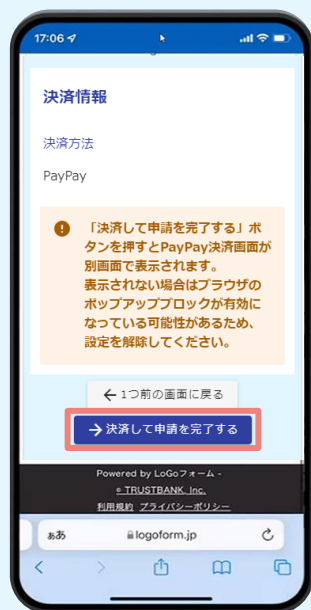 17:06
決済情報
決済方法
PayPay
「決済して申請を完了する」ボ
タンを押すとPayPay決済画面が
別画面で表示されます。
表示されない場合はブラウザの
ポップアップブロックが有効に
なっている可能性があるため、
設定を解除してください。
←1つ前の画面に戻る
→決済して申請を完了する
Powered by LoGoフォーム -
© TRUSTBANK, Inc.
利用規約 プライバシーポリシー
ぁあ logoform.jp